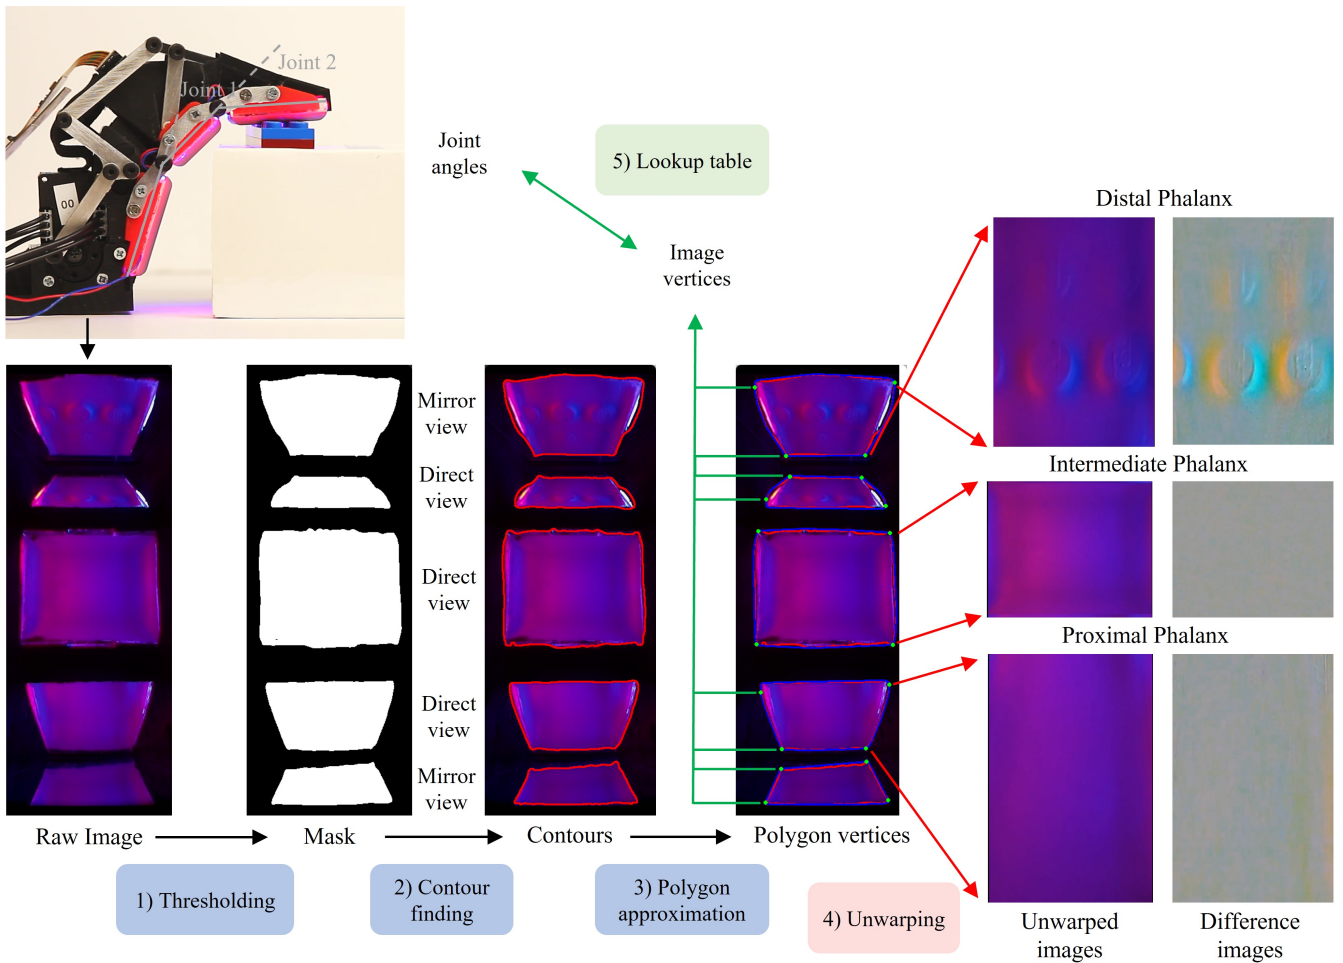 Joint 2
Joint 1
00
Joint
angles
5) Lookup table
Image
vertices
Distal Phalanx
Intermediate Phalanx
Proximal Phalanx
Mirror
view
Direct
view
Direct
view
Direct
view
Mirror
view
Raw Image
Mask
Contours
Polygon vertices
1) Thresholding
2) Contour
finding
3) Polygon
approximation
4) Unwarping
Unwarped
images
Difference
images